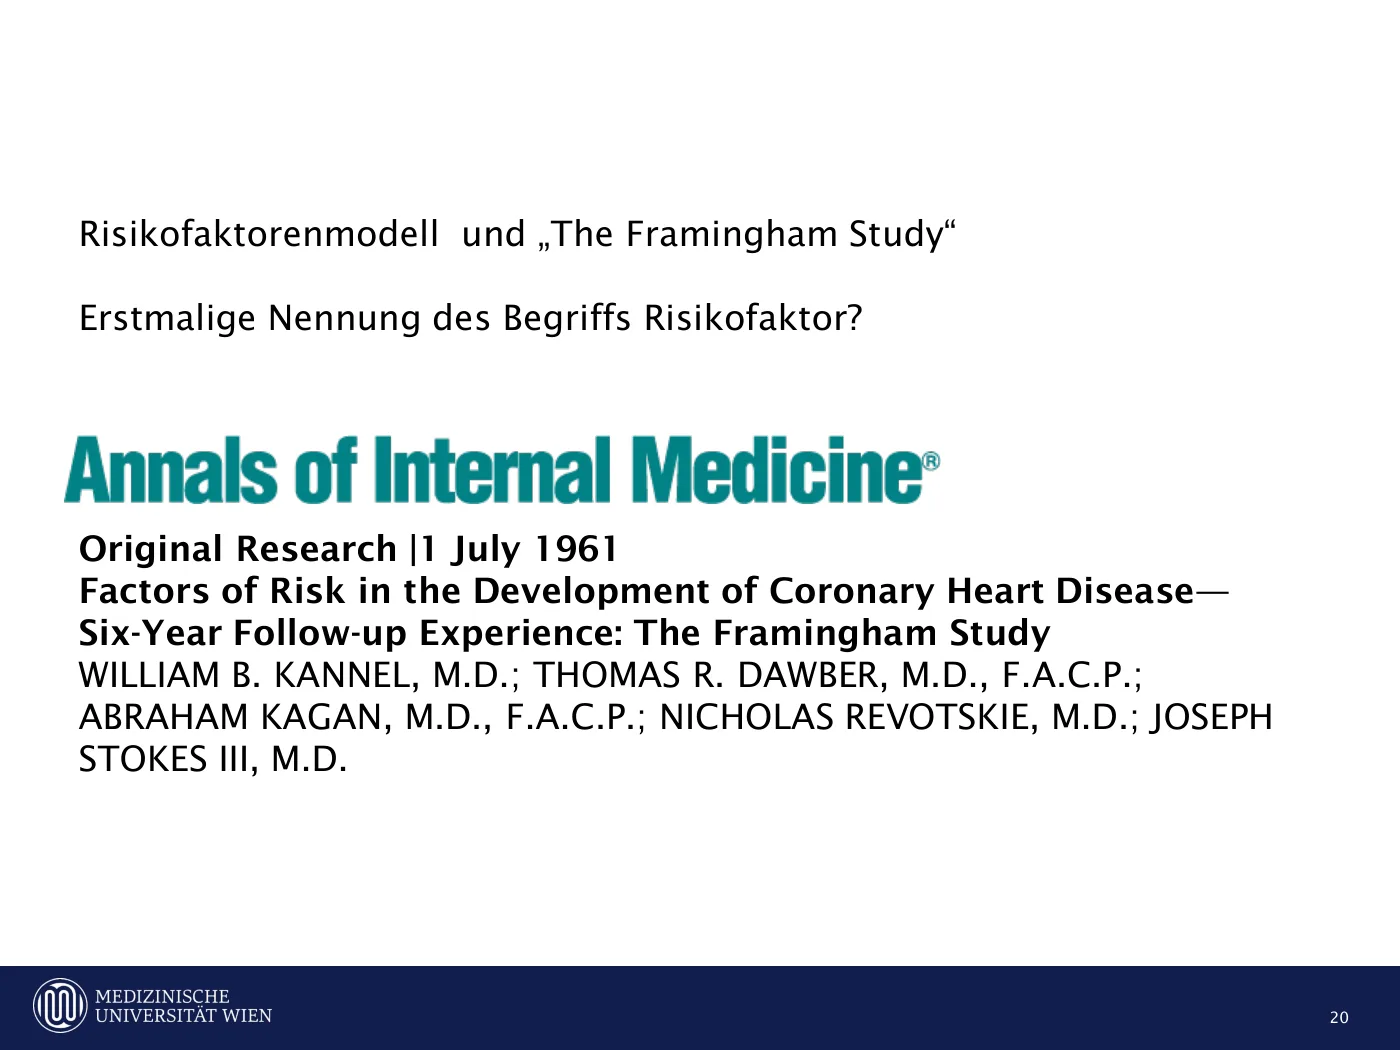 Risikofaktorenmodell  und „The Framingham Study“
Erstmalige Nennung des Begriffs Risikofaktor?
Annals of Internal Medicine®
Original Research |1 July 1961
Factors of Risk in the Development of Coronary Heart Disease—
Six-Year Follow-up Experience: The Framingham Study
WILLIAM B. KANNEL, M.D.; THOMAS R. DAWBER, M.D., F.A.C.P.;
ABRAHAM KAGAN, M.D., F.A.C.P.; NICHOLAS REVOTSKIE, M.D.; JOSEPH
STOKES III, M.D.
MEDIZINISCHE
UNIVERSITÄT WIEN
20